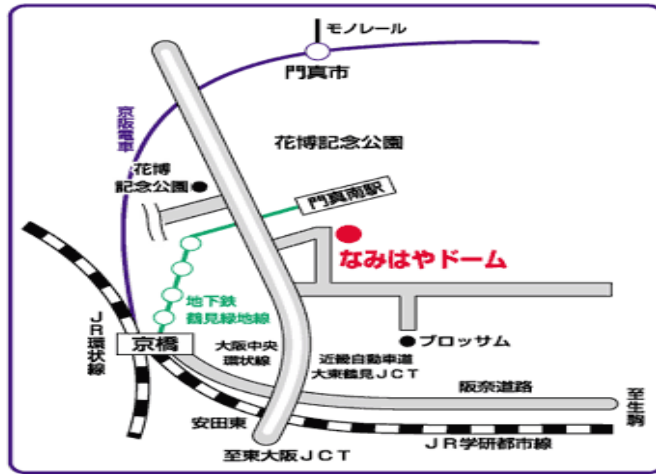 モノレール
門真市
京阪電車
花博記念公園
花博
記念公園
門真南駅
なみはやドーム
地下鉄
鶴見緑地線
JR環状線
京橋
大阪中央
環状線
近畿自動車道
大東鶴見JCT
ブロッサム
阪奈道路
至生駒
安田東
JR学研都市線
至東大阪JCT